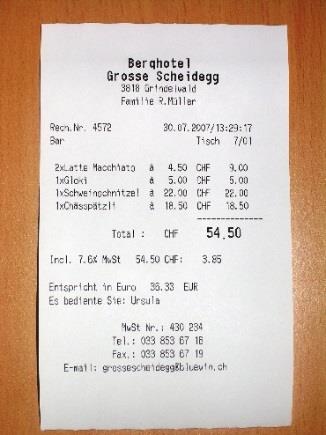 Berghotel
Grosse Scheidegg
3818 Grindelwald
Familie R.Müller
Rech.Nr. 4572 30.07.2007/13:29:17
Bar Tisch 7/01
2xLatte Macchiato à 4.50 CHF 9.00
1xGloki à 5.00 CHF 5.00
1xSchweinschnitzel à 22.00 CHF 22.00
1xChässpätzli à 18.50 CHF 18.50
Total : CHF 54.50
Incl. 7.6% MwSt 54.50 CHF: 3.85
Entspricht in Euro 36.33 EUR
Es bediente Sie: Ursula
MwSt Nr.: 430 234
Tel.: 033 853 67 16
Fax.: 033 853 67 19
E-mail: grossescheidegg@bluewin.ch